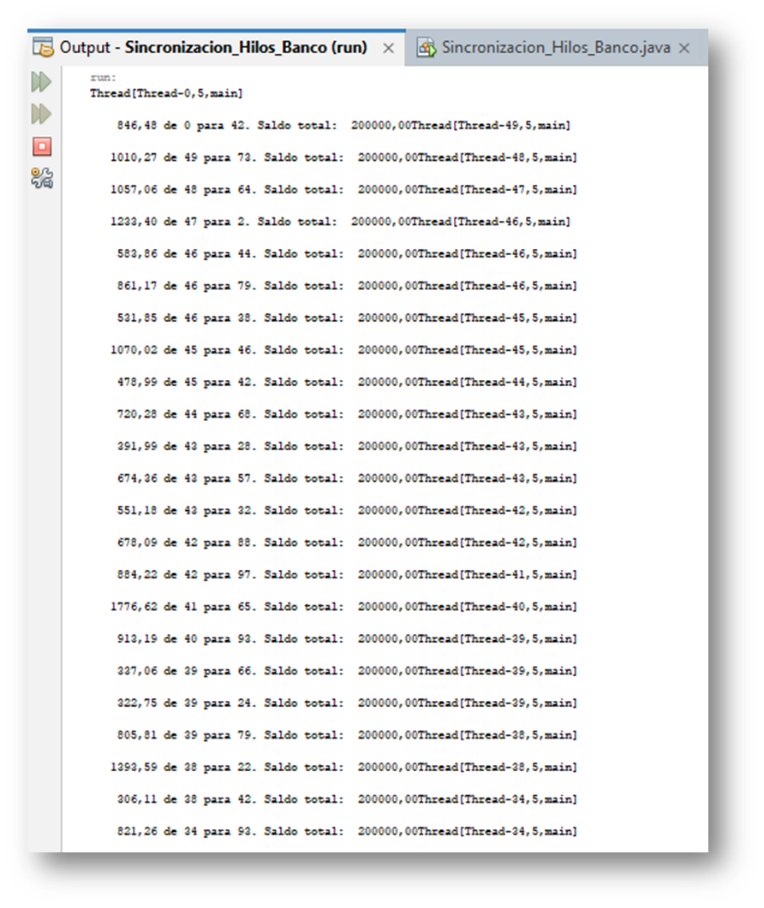 Output - Sincronizacion_Hilos_Banco (run) × Sincronizacion_Hilos_Banco.java ×
run:
Thread[Thread-0,5,main]
846,48 de 0 para 42. Saldo total: 200000,00Thread[Thread-49,5,main]
1010,27 de 49 para 73. Saldo total: 200000,00Thread[Thread-48,5,main]
1057,06 de 48 para 64. Saldo total: 200000,00Thread[Thread-47,5,main]
1233,40 de 47 para 2. Saldo total: 200000,00Thread[Thread-46,5,main]
583,86 de 46 para 44. Saldo total: 200000,00Thread[Thread-46,5,main]
861,17 de 46 para 79. Saldo total: 200000,00Thread[Thread-46,5,main]
531,85 de 46 para 38. Saldo total: 200000,00Thread[Thread-45,5,main]
1070,02 de 45 para 46. Saldo total: 200000,00Thread[Thread-45,5,main]
478,99 de 45 para 42. Saldo total: 200000,00Thread[Thread-44,5,main]
720,28 de 44 para 68. Saldo total: 200000,00Thread[Thread-43,5,main]
391,99 de 43 para 28. Saldo total: 200000,00Thread[Thread-43,5,main]
674,36 de 43 para 57. Saldo total: 200000,00Thread[Thread-43,5,main]
551,18 de 43 para 32. Saldo total: 200000,00Thread[Thread-42,5,main]
678,09 de 42 para 88. Saldo total: 200000,00Thread[Thread-42,5,main]
884,22 de 42 para 97. Saldo total: 200000,00Thread[Thread-41,5,main]
1776,62 de 41 para 65. Saldo total: 200000,00Thread[Thread-40,5,main]
913,19 de 40 para 93. Saldo total: 200000,00Thread[Thread-39,5,main]
337,06 de 39 para 66. Saldo total: 200000,00Thread[Thread-39,5,main]
322,75 de 39 para 24. Saldo total: 200000,00Thread[Thread-39,5,main]
805,81 de 39 para 79. Saldo total: 200000,00Thread[Thread-38,5,main]
1393,59 de 38 para 22. Saldo total: 200000,00Thread[Thread-38,5,main]
306,11 de 38 para 42. Saldo total: 200000,00Thread[Thread-34,5,main]
821,26 de 34 para 93. Saldo total: 200000,00Thread[Thread-34,5,main]